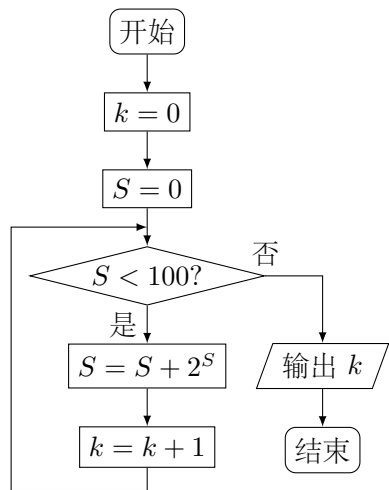 开始
k = 0
S = 0
S < 100?
否
是
S = S + 2^S
输出 k
k = k + 1
结束